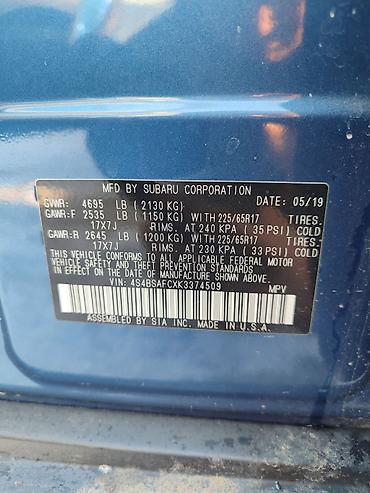 MFD BY SUBARU CORPORATION
GVWR: 4695 LB (2130 KG) DATE: 05/19
GAWR:F 2535 LB (1150 KG) WITH 225/65R17 TIRES.
17X7J RIMS. AT 240 KPA (35 PSI) COLD
GAWR:R 2645 LB (1200 KG) WITH 225/65R17 TIRES.
17X7J RIMS. AT 230 KPA (33 PSI) COLD
THIS VEHICLE CONFORMS TO ALL APPLICABLE FEDERAL MOTOR
VEHICLE SAFETY STANDARDS IN EFFECT ON THE
DATE OF MANUFACTURE SHOWN ABOVE.
VIN: 4S4BSAFCXK3374509 MPV
ASSEMBLED BY SIA INC. MADE IN U.S.A.